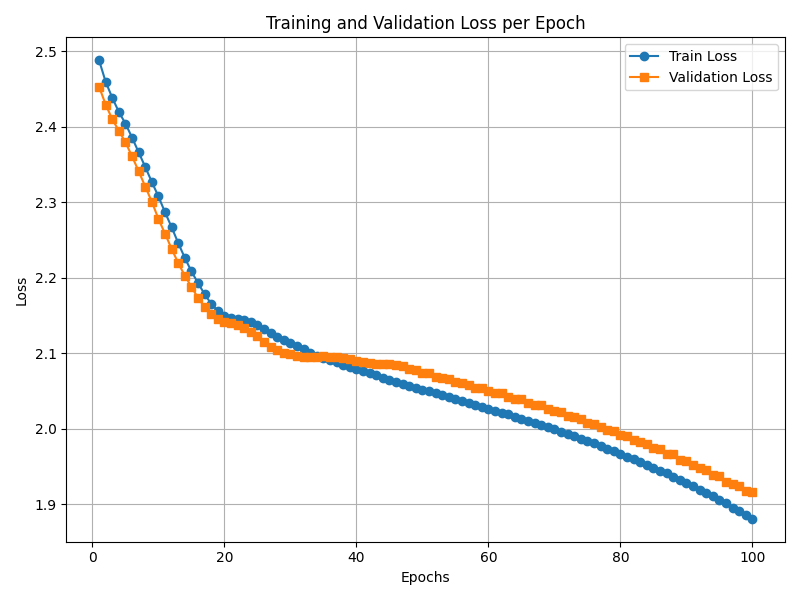 Training and Validation Loss per Epoch
Train Loss
Validation Loss
2.5
2.4
2.3
2.2
2.1
2.0
1.9
Loss
0 20 40 60 80 100
Epochs